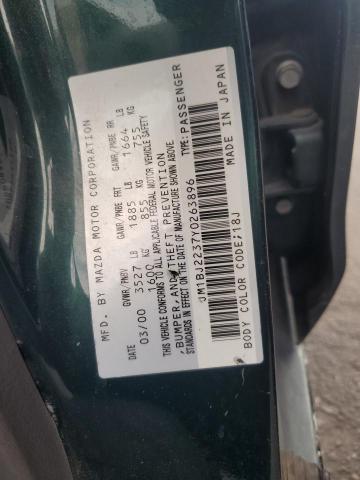 MFD. BY MAZDA MOTOR CORPORATION
DATE GVWR/PNBV GAWR/PNBE FRT GAWR/PNBE RR
03/00 3527 LB 1885 LB 1664 LB
1600 KG 855 KG 755 KG
THIS VEHICLE CONFORMS TO ALL APPLICABLE FEDERAL MOTOR VEHICLE SAFETY
BUMPER, AND THEFT PREVENTION
STANDARDS IN EFFECT ON THE DATE OF MANUFACTURE SHOWN ABOVE.
JM1BJ2237Y0263896 TYPE:PASSENGER
BODY COLOR CODE/18J MADE IN JAPAN